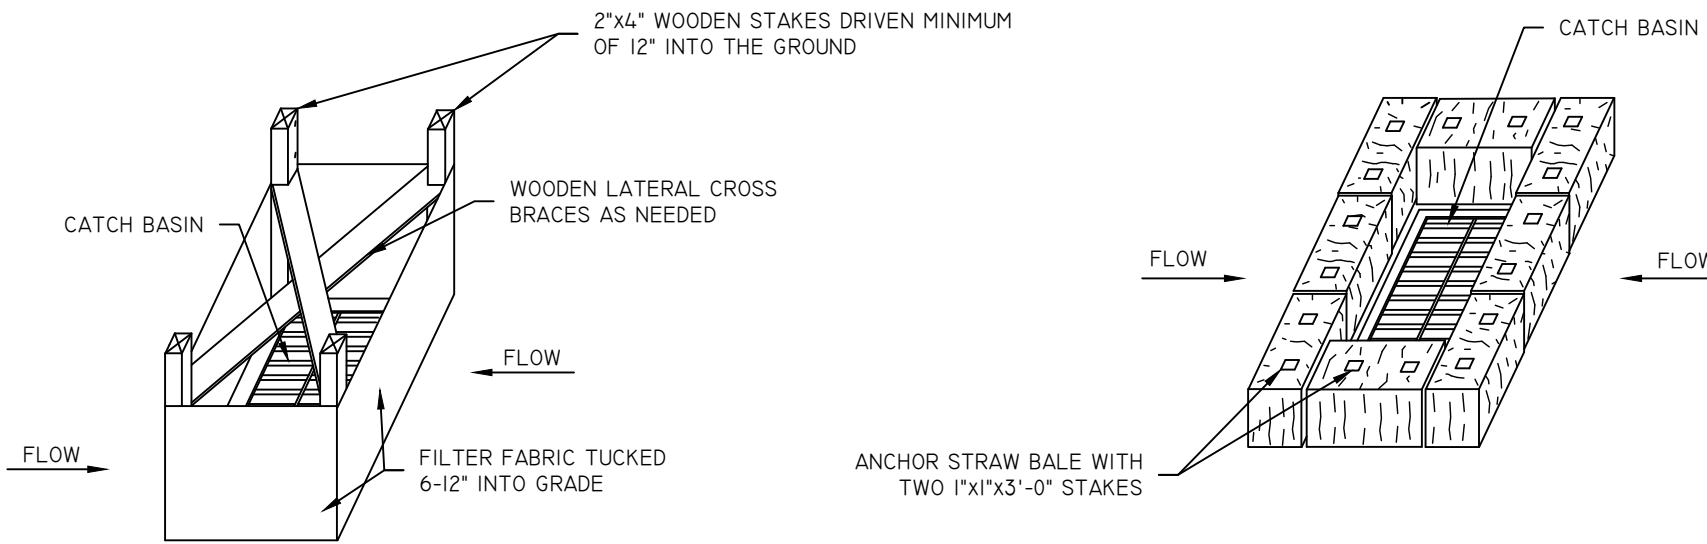 2"x4" WOODEN STAKES DRIVEN MINIMUM
OF 12" INTO THE GROUND
WOODEN LATERAL CROSS
BRACES AS NEEDED
CATCH BASIN
FLOW
FLOW
FILTER FABRIC TUCKED
6-12" INTO GRADE
CATCH BASIN
FLOW
FLOW
ANCHOR STRAW BALE WITH
TWO 1"x1"x3'-0" STAKES